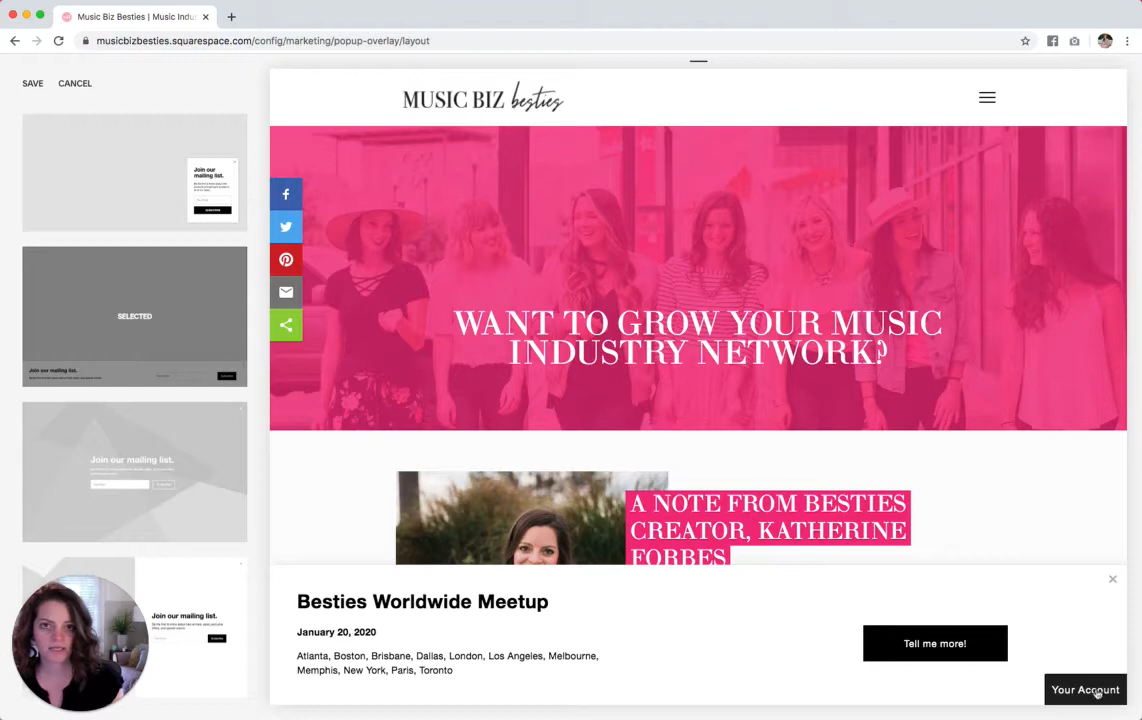 Music Biz Besties | Music Indu
musicbizbesties.squarespace.com/config/marketing/popup-overlay/layout
SAVE CANCEL
Join our
mailing list.
SELECTED
Join our mailing list.
Join our mailing list.
Join our
mailing list.
MUSIC BIZ besties
WANT TO GROW YOUR MUSIC
INDUSTRY NETWORK?
A NOTE FROM BESTIES
CREATOR, KATHERINE
FORBES
Besties Worldwide Meetup
January 20, 2020
Atlanta, Boston, Brisbane, Dallas, London, Los Angeles, Melbourne,
Memphis, New York, Paris, Toronto
Tell me more!
Your Account